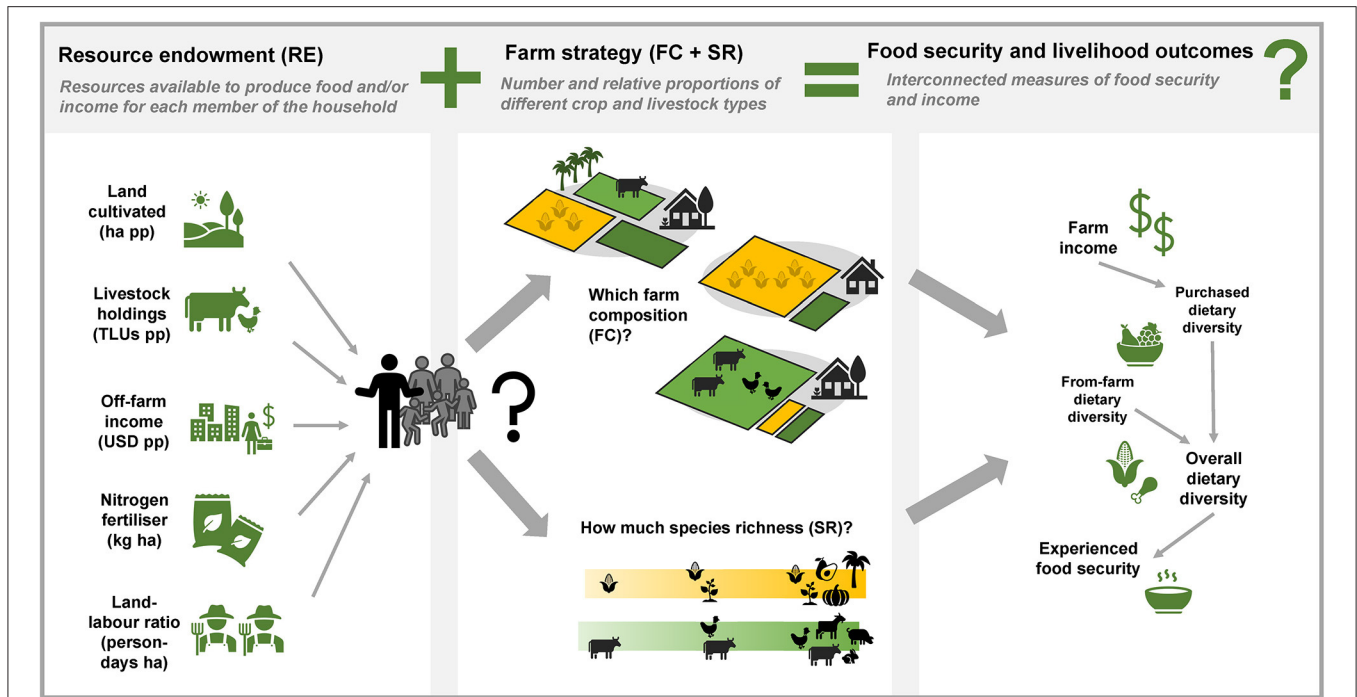 Resource endowment (RE)
Resources available to produce food and/or
income for each member of the household
+
Farm strategy (FC + SR)
Number and relative proportions of
different crop and livestock types
=
Food security and livelihood outcomes
Interconnected measures of food security
and income
?
Land
cultivated
(ha pp)
Livestock
holdings
(TLUs pp)
Off-farm
income
(USD pp)
$
Nitrogen
fertiliser
(kg ha)
Land-
labour ratio
(person-
days ha)
?
Which farm
composition
(FC)?
How much species richness (SR)?
Farm
income
$
$
Purchased
dietary
diversity
From-farm
dietary
diversity
Overall
dietary
diversity
Experienced
food security